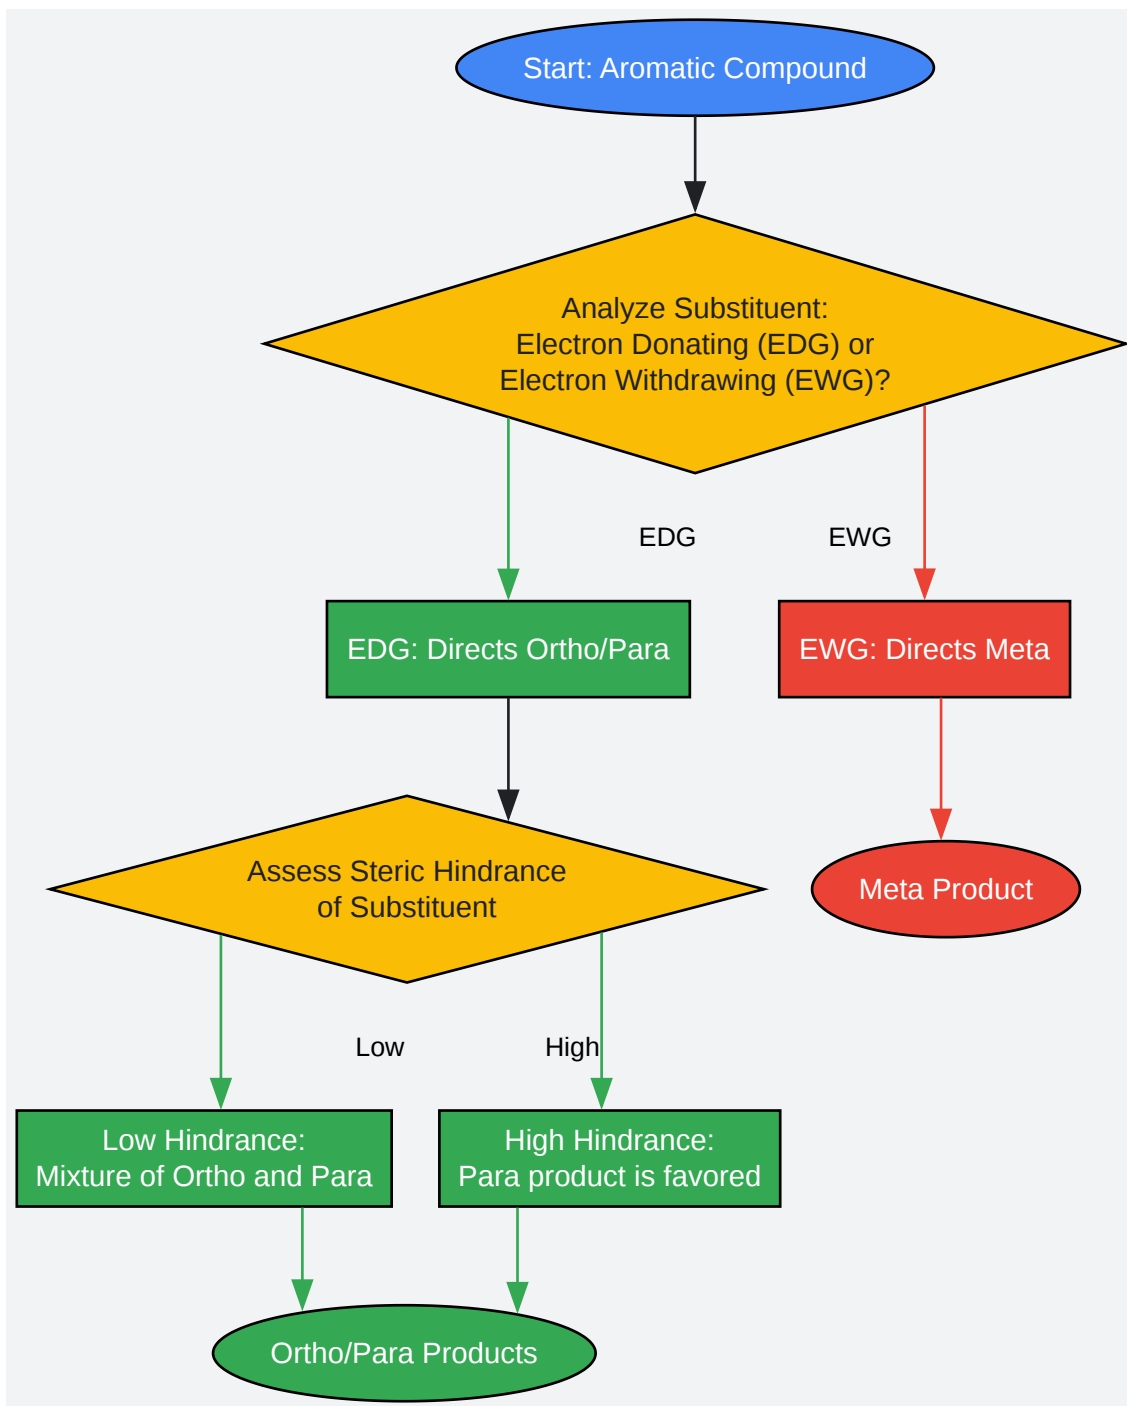 Start: Aromatic Compound
Analyze Substituent:
Electron Donating (EDG) or
Electron Withdrawing (EWG)?
EDG
EWG
EDG: Directs Ortho/Para
EWG: Directs Meta
Assess Steric Hindrance
of Substituent
Meta Product
Low
High
Low Hindrance:
Mixture of Ortho and Para
High Hindrance:
Para product is favored
Ortho/Para Products